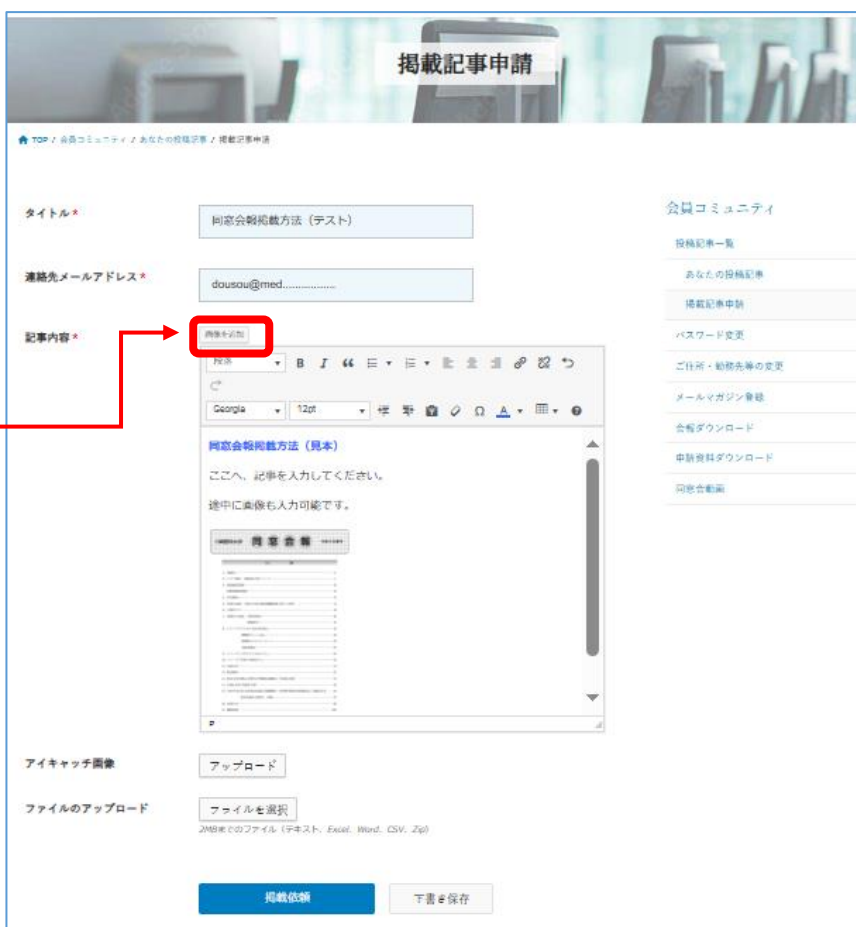 掲載記事申請
TOP / 会員コミュニティ / あなたの投稿記事 / 掲載記事申請
タイトル*
同窓会報掲載方法（テスト）
連絡先メールアドレス*
dousou@med.................
記事内容*
画像を追加
段落
Georgia 12pt
同窓会報掲載方法（見本）
ここへ、記事を入力してください。
途中に画像も入力可能です。
同窓会報
P
アイキャッチ画像
アップロード
ファイルのアップロード
ファイルを選択
2MBまでのファイル（テキスト、Excel、Word、CSV、Zip）
掲載依頼
下書き保存
会員コミュニティ
投稿記事一覧
あなたの投稿記事
掲載記事申請
パスワード変更
ご住所・勤務先等の変更
メールマガジン登録
会報ダウンロード
申請資料ダウンロード
同窓会動画